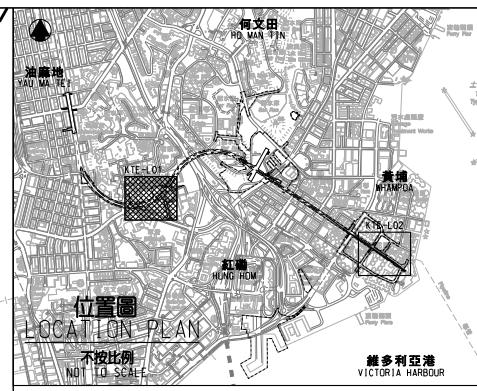 何文田
HO MAN TIN
油麻地
YAU MA TEI
KTE-L01
黃埔
WHAMPOA
KTE-L02
紅磡
HUNG HOM
位置圖
LOCATION PLAN
不按比例
NOT TO SCALE
維多利亞港
VICTORIA HARBOUR